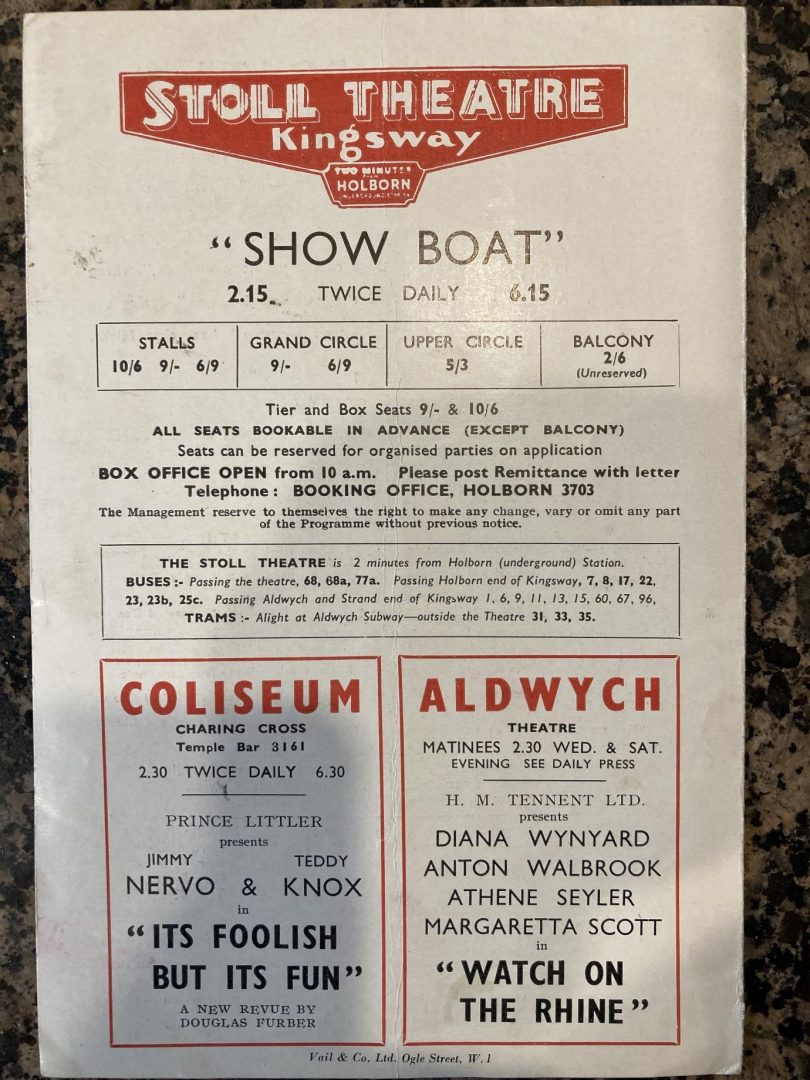 STOLL THEATRE
Kingsway
TWO MINUTES
from
HOLBORN
UNDERGROUND STATION
"SHOW BOAT"
2.15 TWICE DAILY 6.15
STALLS
10/6 9/- 6/9
GRAND CIRCLE
9/- 6/9
UPPER CIRCLE
5/3
BALCONY
2/6
(Unreserved)
Tier and Box Seats 9/- & 10/6
ALL SEATS BOOKABLE IN ADVANCE (EXCEPT BALCONY)
Seats can be reserved for organised parties on application
BOX OFFICE OPEN from 10 a.m. Please post Remittance with letter
Telephone: BOOKING OFFICE, HOLBORN 3703
The Management reserve to themselves the right to make any change, vary or omit any part
of the Programme without previous notice.
THE STOLL THEATRE is 2 minutes from Holborn (underground) Station.
BUSES :- Passing the theatre, 68, 68a, 77a. Passing Holborn end of Kingsway, 7, 8, 17, 22,
23, 23b, 25c. Passing Aldwych and Strand end of Kingsway 1, 6, 9, 11, 13, 15, 60, 67, 96,
TRAMS :- Alight at Aldwych Subway—outside the Theatre 31, 33, 35.
COLISEUM
CHARING CROSS
Temple Bar 3161
2.30 TWICE DAILY 6.30
PRINCE LITTLER
presents
JIMMY TEDDY
NERVO & KNOX
in
"ITS FOOLISH
BUT ITS FUN"
A NEW REVUE BY
DOUGLAS FURBER
ALDWYCH
THEATRE
MATINEES 2.30 WED. & SAT.
EVENING SEE DAILY PRESS
H. M. TENNENT LTD.
presents
DIANA WYNYARD
ANTON WALBROOK
ATHENE SEYLER
MARGARETTA SCOTT
in
"WATCH ON
THE RHINE"
Vail & Co. Ltd. Ogle Street, W.1